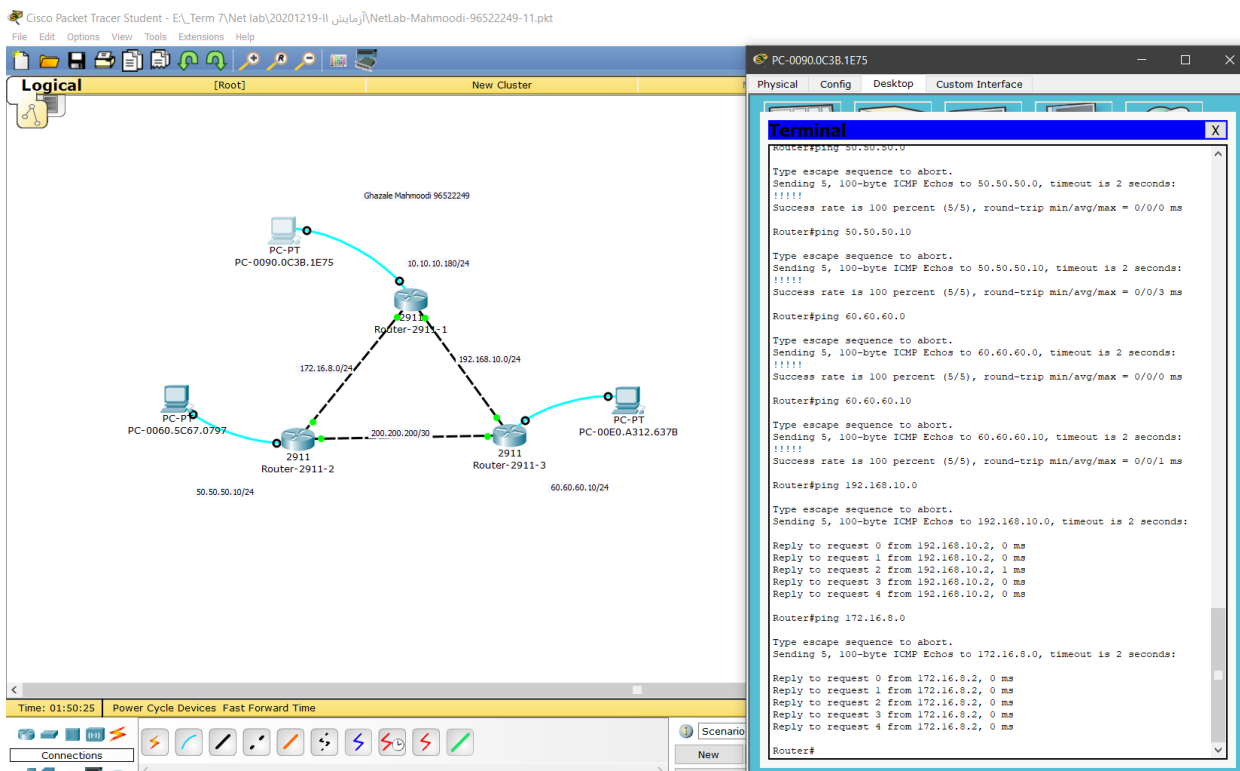 Cisco Packet Tracer Student - E:\_Term 7\Net lab\20201219-آزمایش 11\NetLab-Mahmoodi-96522249-11.pkt
File Edit Options View Tools Extensions Help
Logical [Root] New Cluster
Ghazale Mahmoodi 96522249
PC-PT
PC-0090.0C3B.1E75
10.10.10.180/24
2911
Router-2911-1
172.16.8.0/24
192.168.10.0/24
PC-PT
PC-0060.5C67.0797
200.200.200/30
PC-PT
PC-00E0.A312.637B
2911
Router-2911-2
2911
Router-2911-3
50.50.50.10/24
60.60.60.10/24
Time: 01:50:25 Power Cycle Devices Fast Forward Time
Connections
Scenario
New
PC-0090.0C3B.1E75
Physical Config Desktop Custom Interface
Terminal X
Router#ping 50.50.50.0
Type escape sequence to abort.
Sending 5, 100-byte ICMP Echos to 50.50.50.0, timeout is 2 seconds:
!!!!!
Success rate is 100 percent (5/5), round-trip min/avg/max = 0/0/0 ms
Router#ping 50.50.50.10
Type escape sequence to abort.
Sending 5, 100-byte ICMP Echos to 50.50.50.10, timeout is 2 seconds:
!!!!!
Success rate is 100 percent (5/5), round-trip min/avg/max = 0/0/3 ms
Router#ping 60.60.60.0
Type escape sequence to abort.
Sending 5, 100-byte ICMP Echos to 60.60.60.0, timeout is 2 seconds:
!!!!!
Success rate is 100 percent (5/5), round-trip min/avg/max = 0/0/0 ms
Router#ping 60.60.60.10
Type escape sequence to abort.
Sending 5, 100-byte ICMP Echos to 60.60.60.10, timeout is 2 seconds:
!!!!!
Success rate is 100 percent (5/5), round-trip min/avg/max = 0/0/1 ms
Router#ping 192.168.10.0
Type escape sequence to abort.
Sending 5, 100-byte ICMP Echos to 192.168.10.0, timeout is 2 seconds:
Reply to request 0 from 192.168.10.2, 0 ms
Reply to request 1 from 192.168.10.2, 0 ms
Reply to request 2 from 192.168.10.2, 1 ms
Reply to request 3 from 192.168.10.2, 0 ms
Reply to request 4 from 192.168.10.2, 0 ms
Router#ping 172.16.8.0
Type escape sequence to abort.
Sending 5, 100-byte ICMP Echos to 172.16.8.0, timeout is 2 seconds:
Reply to request 0 from 172.16.8.2, 0 ms
Reply to request 1 from 172.16.8.2, 0 ms
Reply to request 2 from 172.16.8.2, 0 ms
Reply to request 3 from 172.16.8.2, 0 ms
Reply to request 4 from 172.16.8.2, 0 ms
Router#